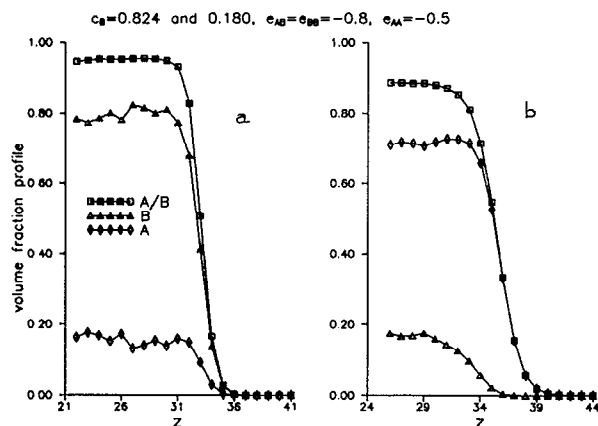 c_B=0.824 and 0.180, e_AB=e_BB=−0.8, e_AA=−0.5
volume fraction profile
1.00
0.80
0.60
0.40
0.20
0.00
21
26
31
36
41
Z
a
A/B
B
A
1.00
0.80
0.60
0.40
0.20
0.00
24
29
34
39
44
Z
b